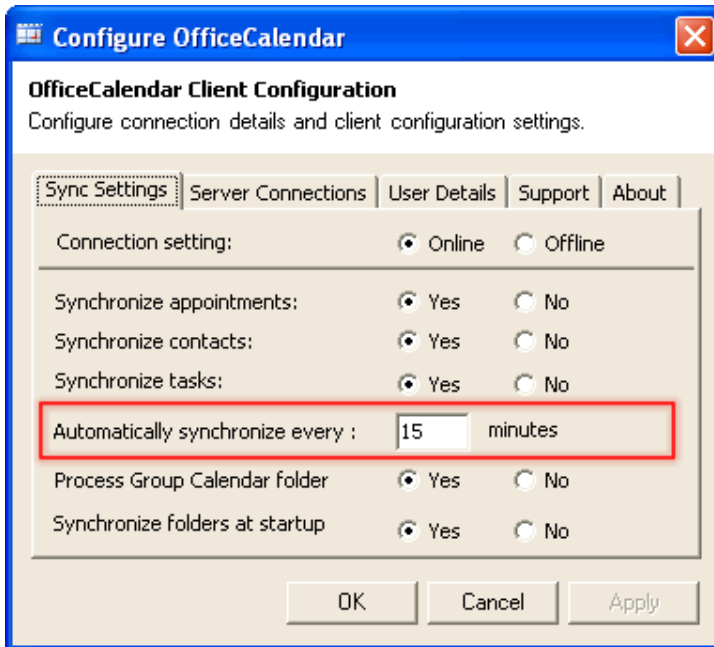 Configure OfficeCalendar
OfficeCalendar Client Configuration
Configure connection details and client configuration settings.
Sync Settings Server Connections User Details Support About
Connection setting: Online Offline
Synchronize appointments: Yes No
Synchronize contacts: Yes No
Synchronize tasks: Yes No
Automatically synchronize every : 15 minutes
Process Group Calendar folder Yes No
Synchronize folders at startup Yes No
OK Cancel Apply